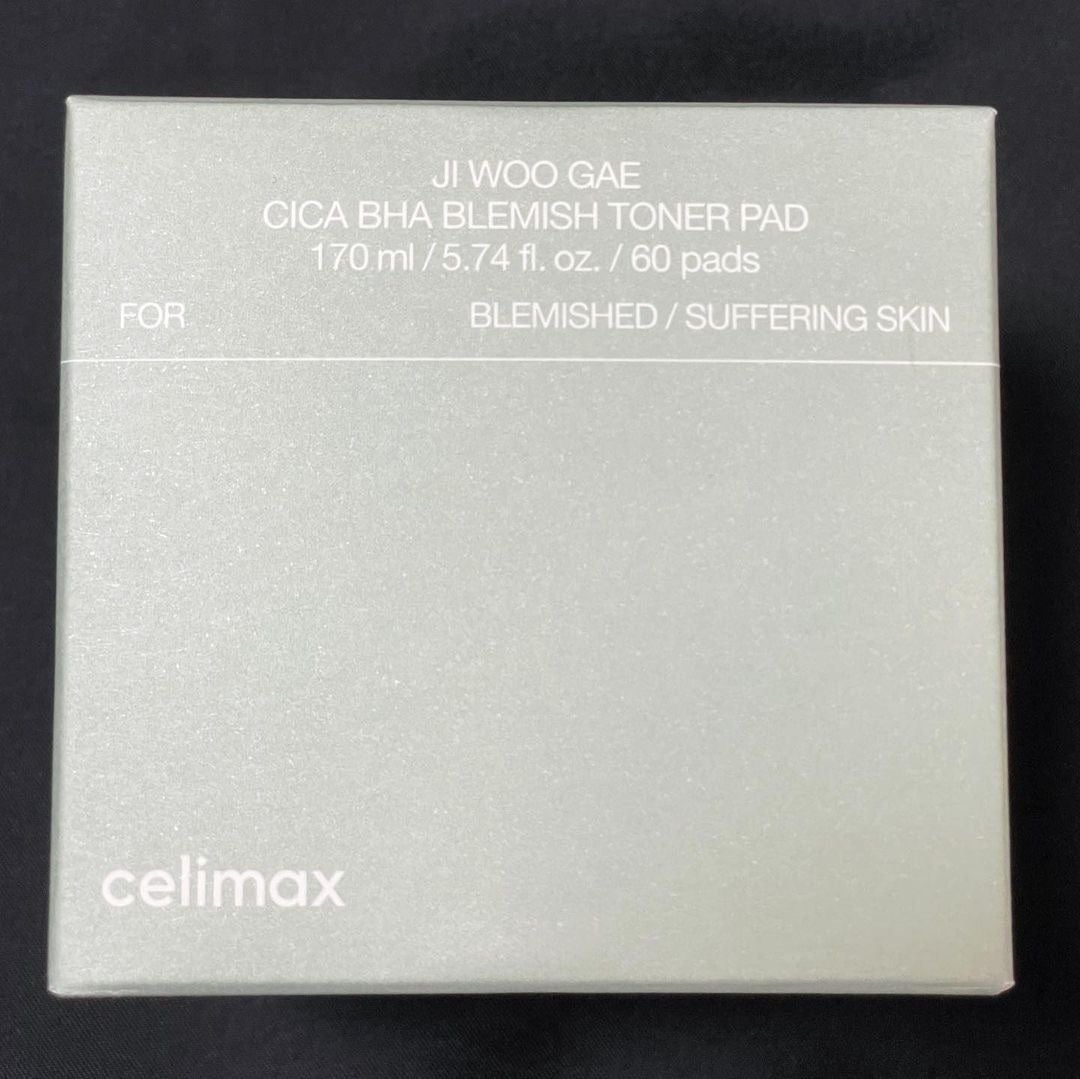 JI WOO GAE
CICA BHA BLEMISH TONER PAD
170 ml / 5.74 fl. oz. / 60 pads
FOR BLEMISHED / SUFFERING SKIN
celimax